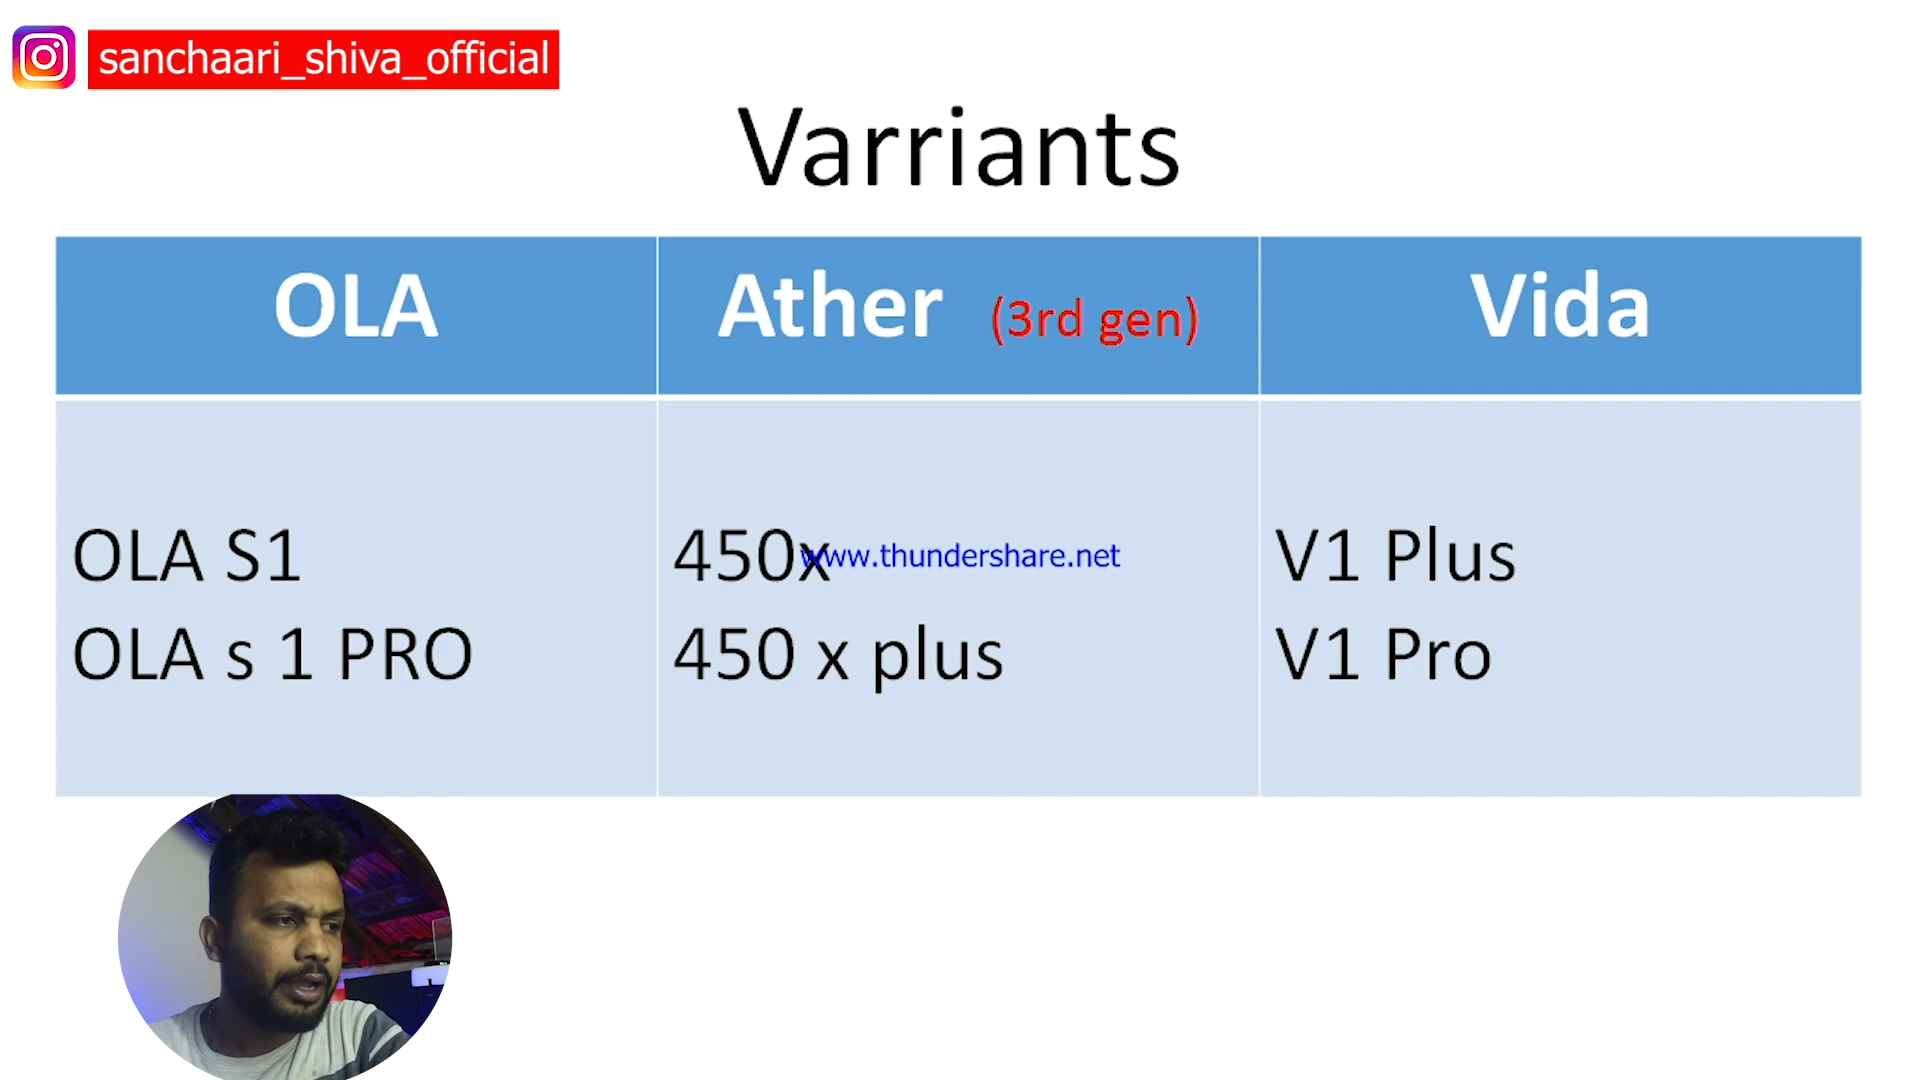 sanchaari_shiva_official
Varriants
OLA
Ather (3rd gen)
Vida
OLA S1
OLA s 1 PRO
450x
450 x plus
www.thundershare.net
V1 Plus
V1 Pro